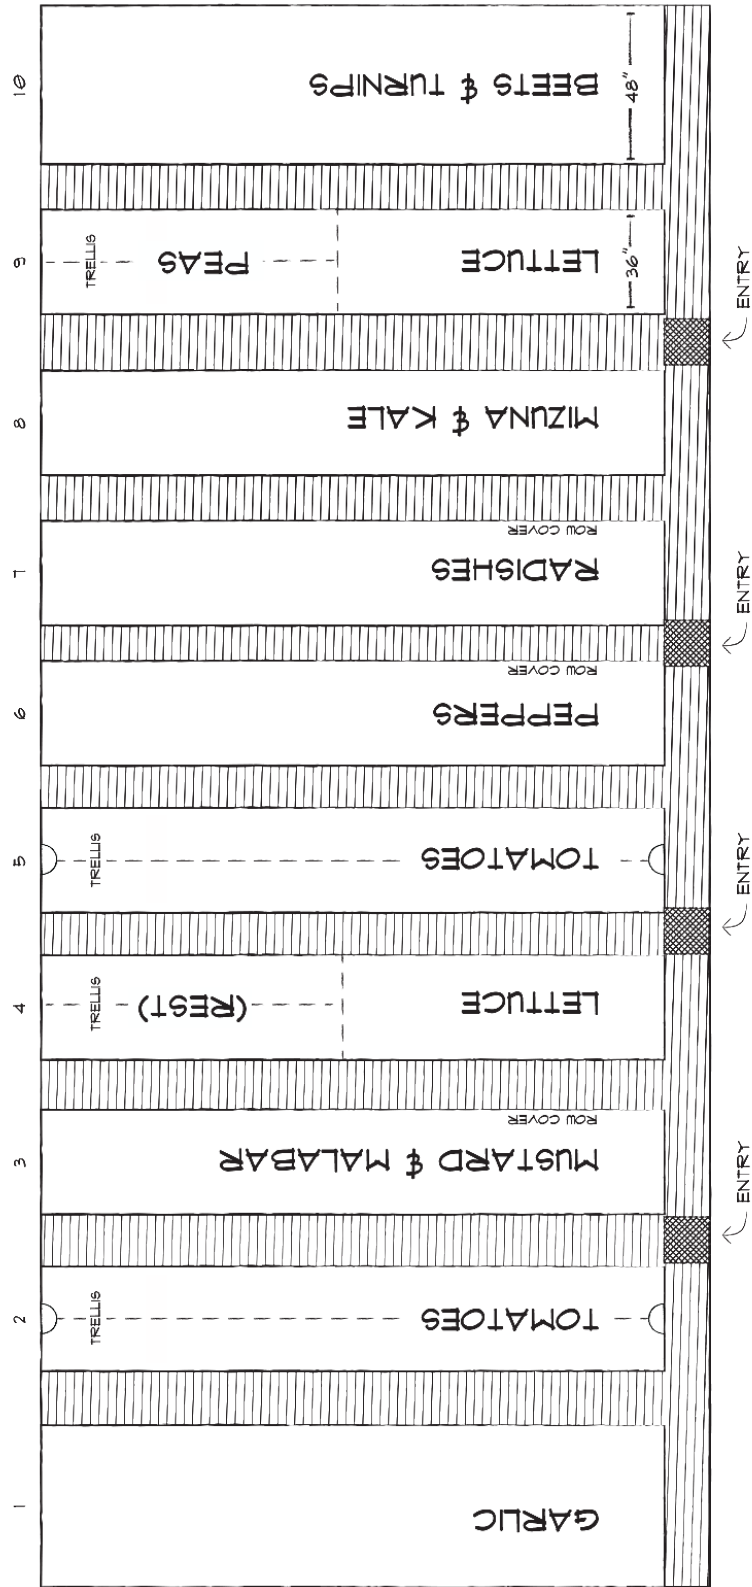 10
BEETS & TURNIPS
48"
9
TRELLIS
PEAS
LETTUCE
36"
ENTRY
8
MIZUNA & KALE
7
ROW COVER
RADISHES
ENTRY
6
ROW COVER
PEPPERS
5
TRELLIS
TOMATOES
ENTRY
4
TRELLIS
(REST)
LETTUCE
3
ROW COVER
MUSTARD & MALABAR
ENTRY
2
TRELLIS
TOMATOES
1
GARLIC